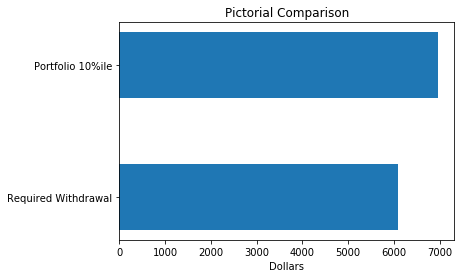 Pictorial Comparison
Portfolio 10%ile
Required Withdrawal
0 1000 2000 3000 4000 5000 6000 7000
Dollars